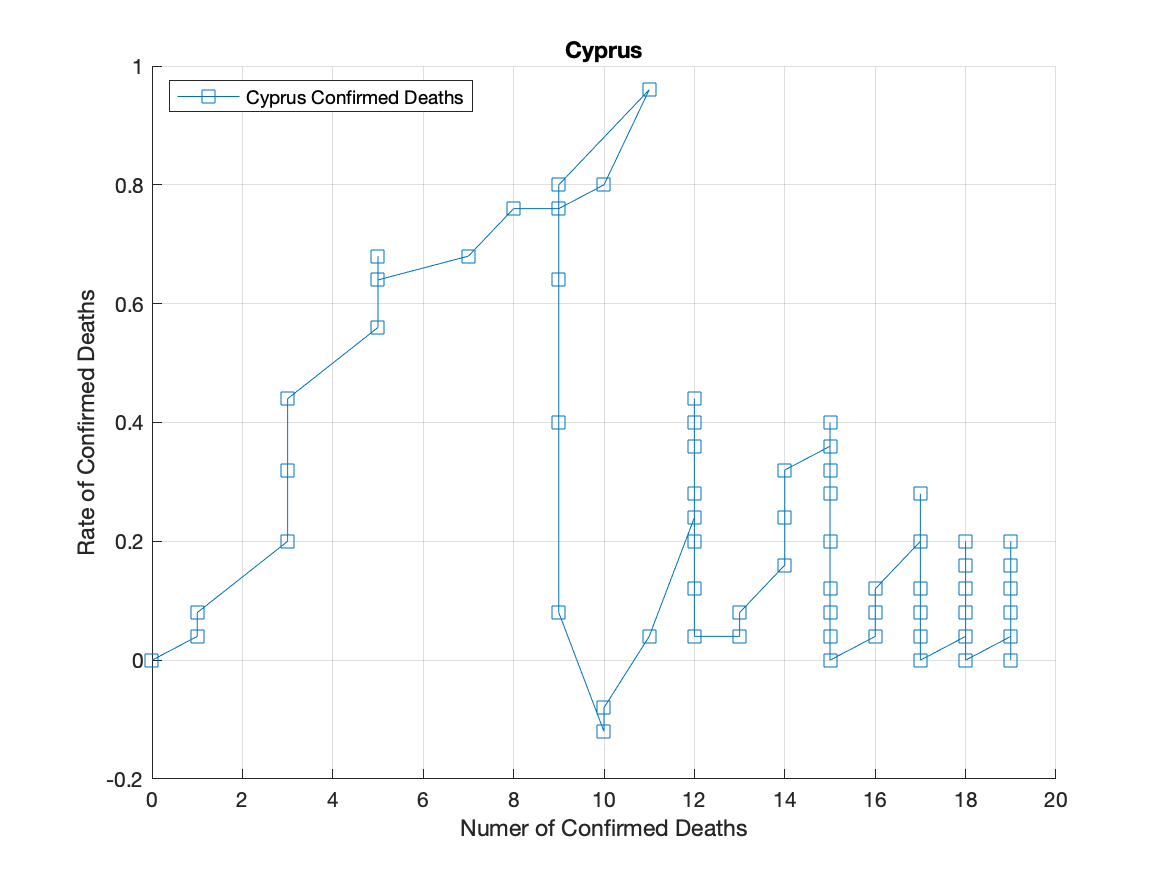 Cyprus
Cyprus Confirmed Deaths
Rate of Confirmed Deaths
1
0.8
0.6
0.4
0.2
0
-0.2
0 2 4 6 8 10 12 14 16 18 20
Numer of Confirmed Deaths